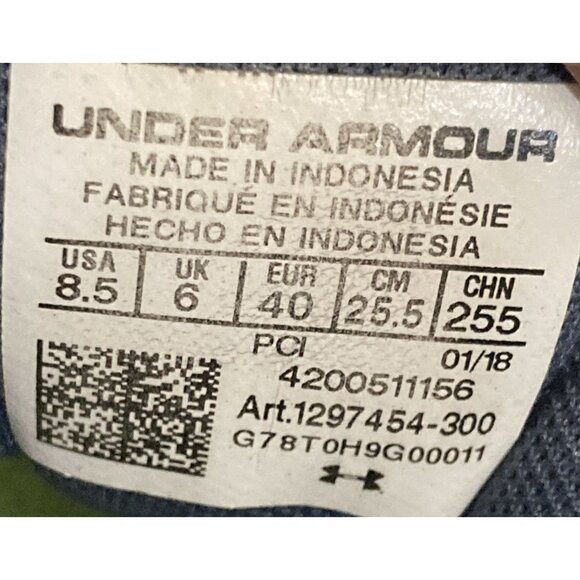 UNDER ARMOUR
MADE IN INDONESIA
FABRIQUÉ EN INDONÉSIE
HECHO EN INDONESIA
USA UK EUR CM CHN
8.5 6 40 25.5 255
PCI 01/18
4200511156
Art.1297454-300
G78T0H9G00011